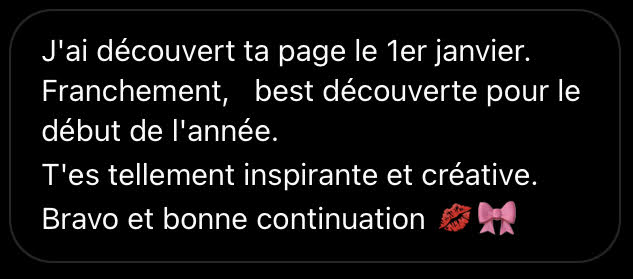 J'ai découvert ta page le 1er janvier.
Franchement,   best découverte pour le
début de l'année.
T'es tellement inspirante et créative.
Bravo et bonne continuation 💋🎀